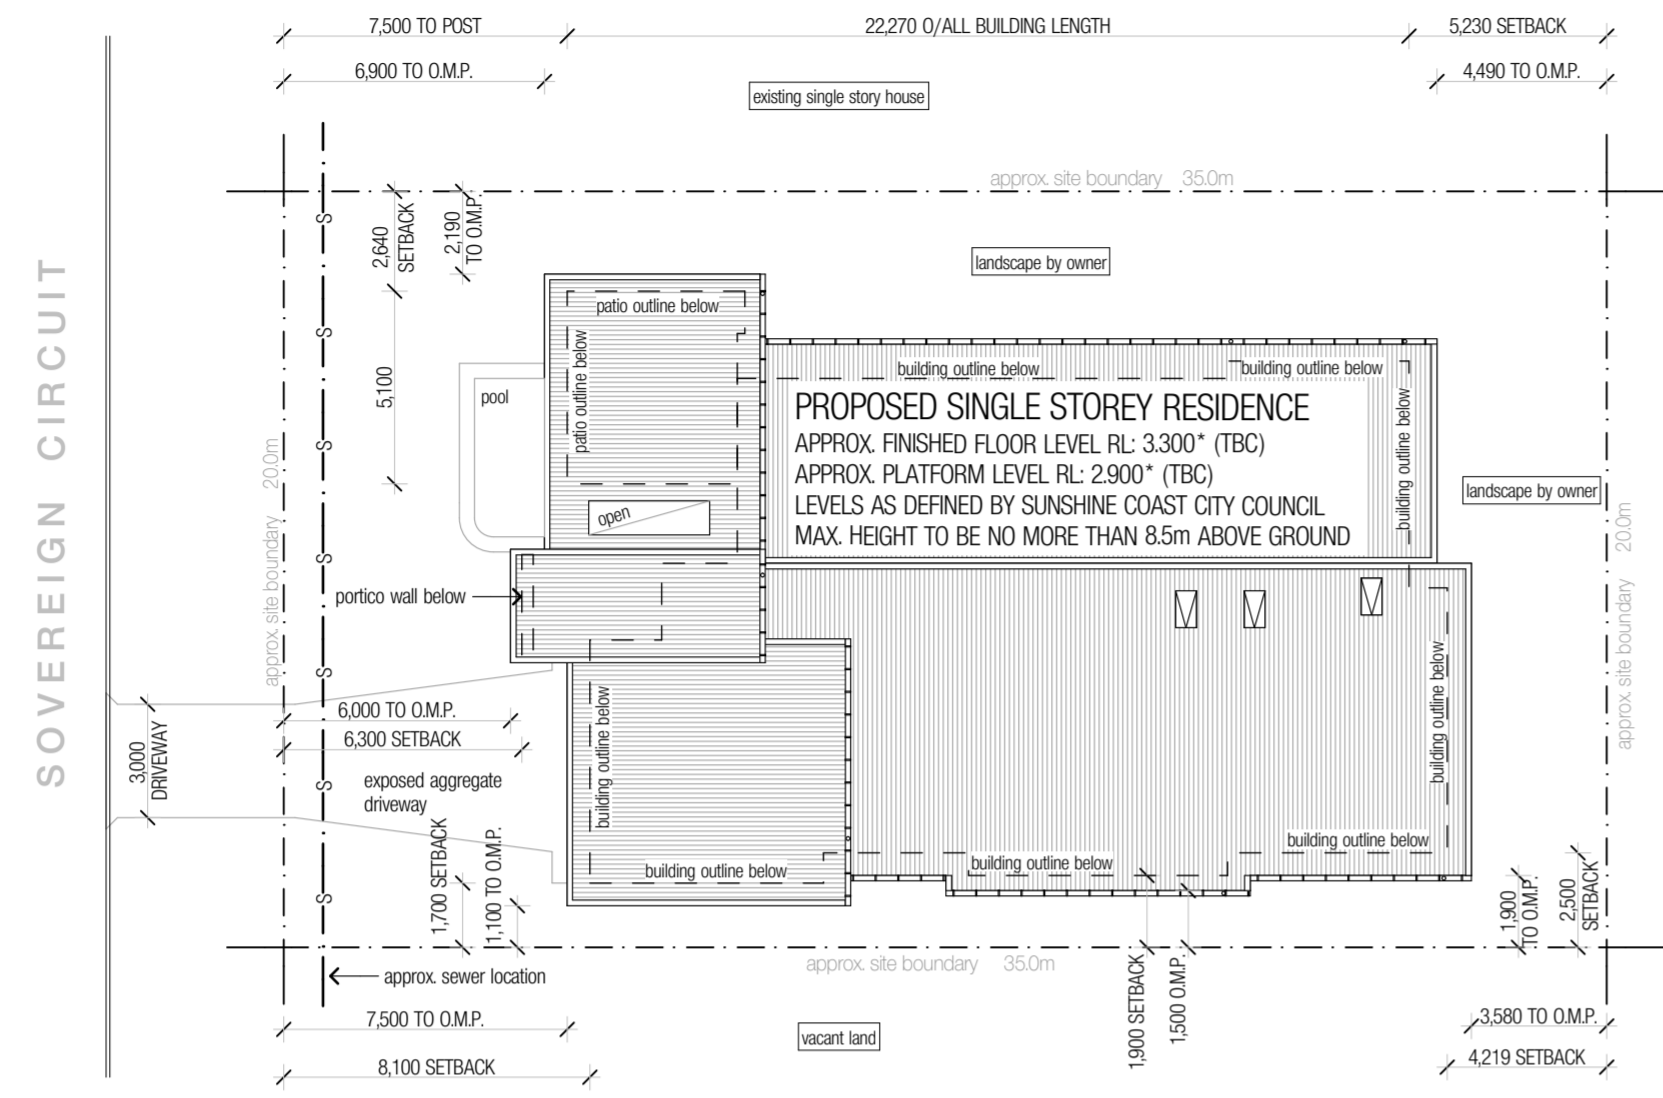 7,500 TO POST
22,270 O/ALL BUILDING LENGTH
5,230 SETBACK
6,900 TO O.M.P.
4,490 TO O.M.P.
existing single story house
approx. site boundary 35.0m
2,640
SETBACK
2,190
TO O.M.P.
landscape by owner
patio outline below
patio outline below
building outline below
building outline below
building outline below
5,100
pool
PROPOSED SINGLE STOREY RESIDENCE
APPROX. FINISHED FLOOR LEVEL RL: 3.300* (TBC)
APPROX. PLATFORM LEVEL RL: 2.900* (TBC)
LEVELS AS DEFINED BY SUNSHINE COAST CITY COUNCIL
MAX. HEIGHT TO BE NO MORE THAN 8.5m ABOVE GROUND
landscape by owner
open
SOVEREIGN CIRCUIT
approx. site boundary 20.0m
approx. site boundary 20.0m
S
S
S
S
S
S
S
portico wall below
6,000 TO O.M.P.
6,300 SETBACK
3,000
DRIVEWAY
exposed aggregate
driveway
building outline below
building outline below
building outline below
building outline below
building outline below
1,700 SETBACK
1,100 TO O.M.P.
1,900
TO O.M.P.
2,500
SETBACK
approx. site boundary 35.0m
approx. sewer location
1,900 SETBACK
1,500 O.M.P.
7,500 TO O.M.P.
vacant land
3,580 TO O.M.P.
8,100 SETBACK
4,219 SETBACK